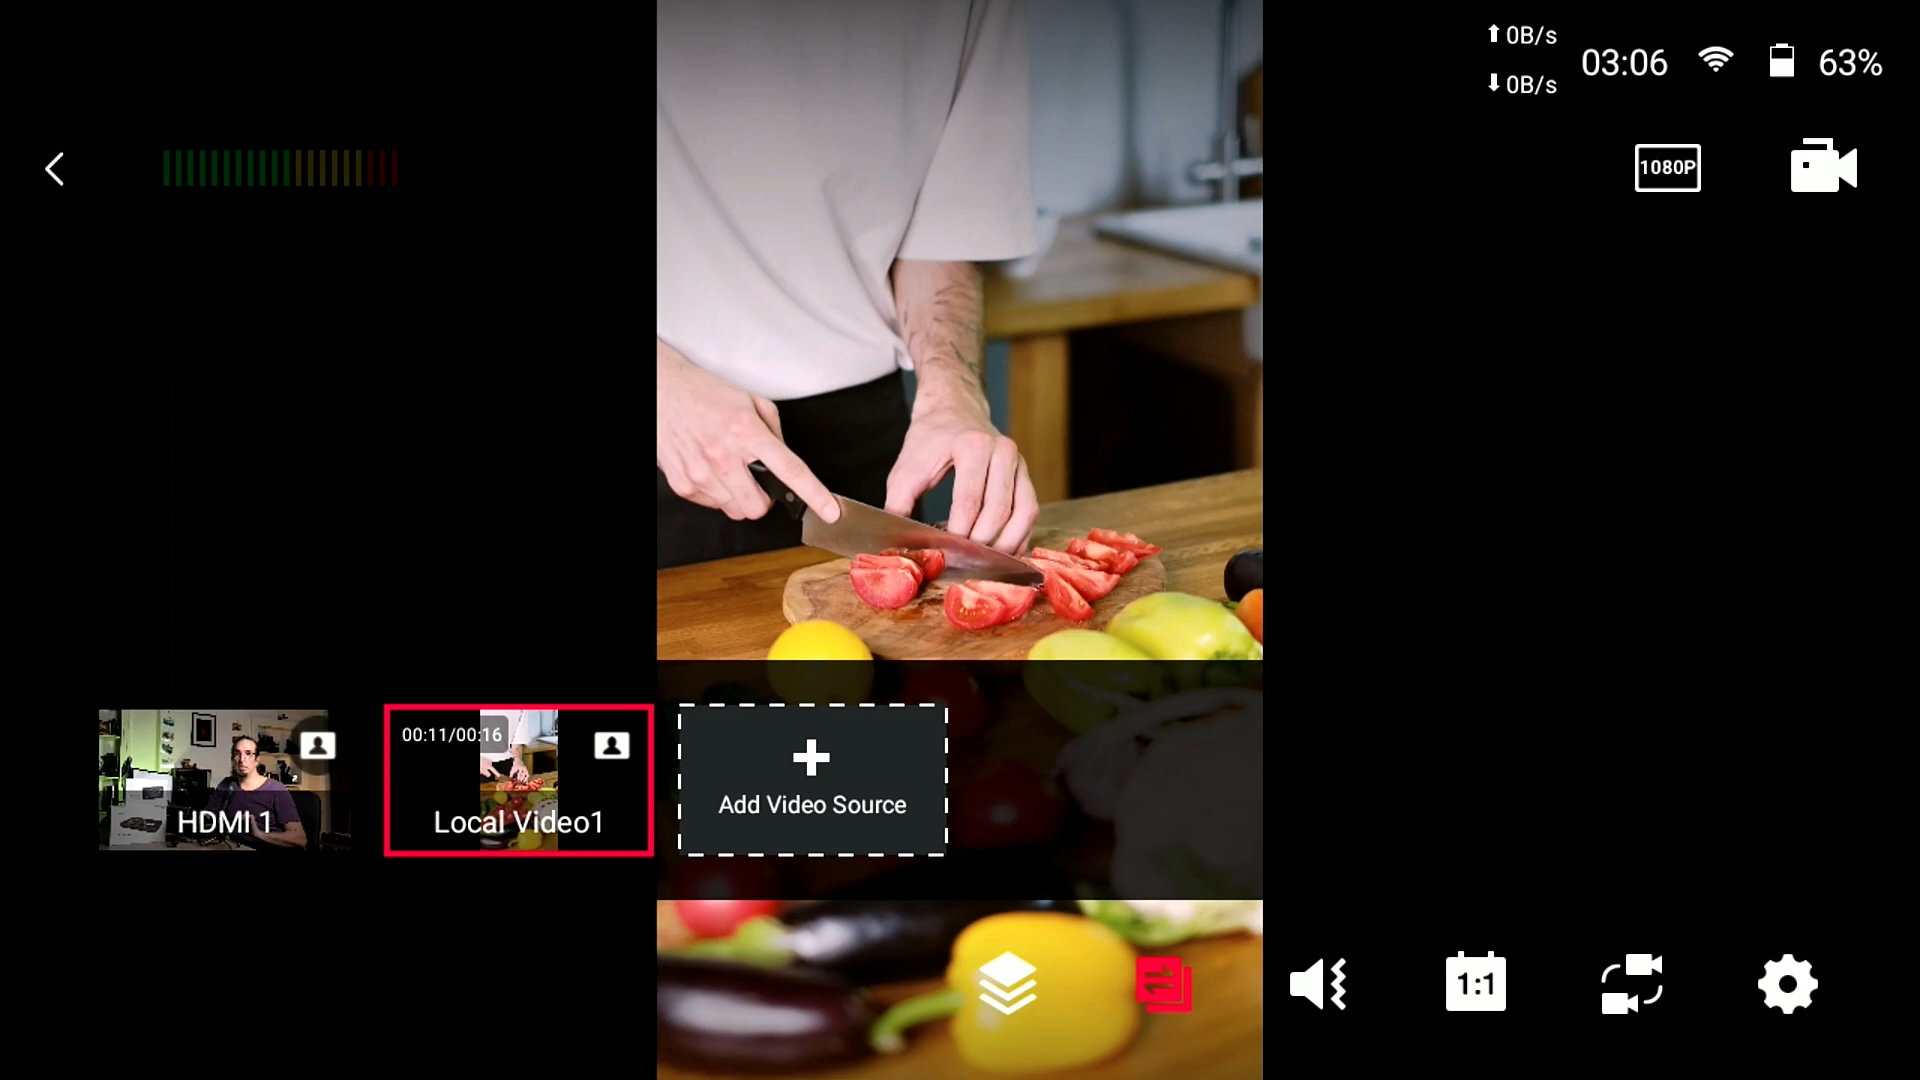 0B/s
0B/s
03:06
63%
1080P
HDMI 1
00:11/00:16
Local Video1
Add Video Source
1:1